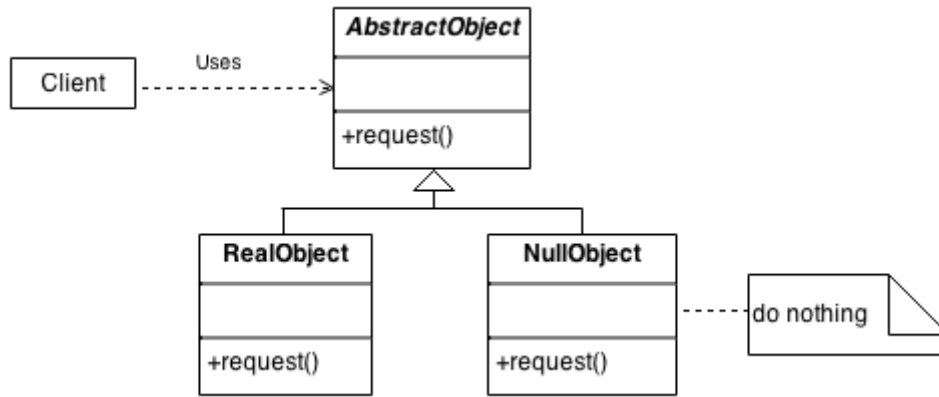 AbstractObject
Uses
Client
+request()
RealObject
NullObject
do nothing
+request()
+request()